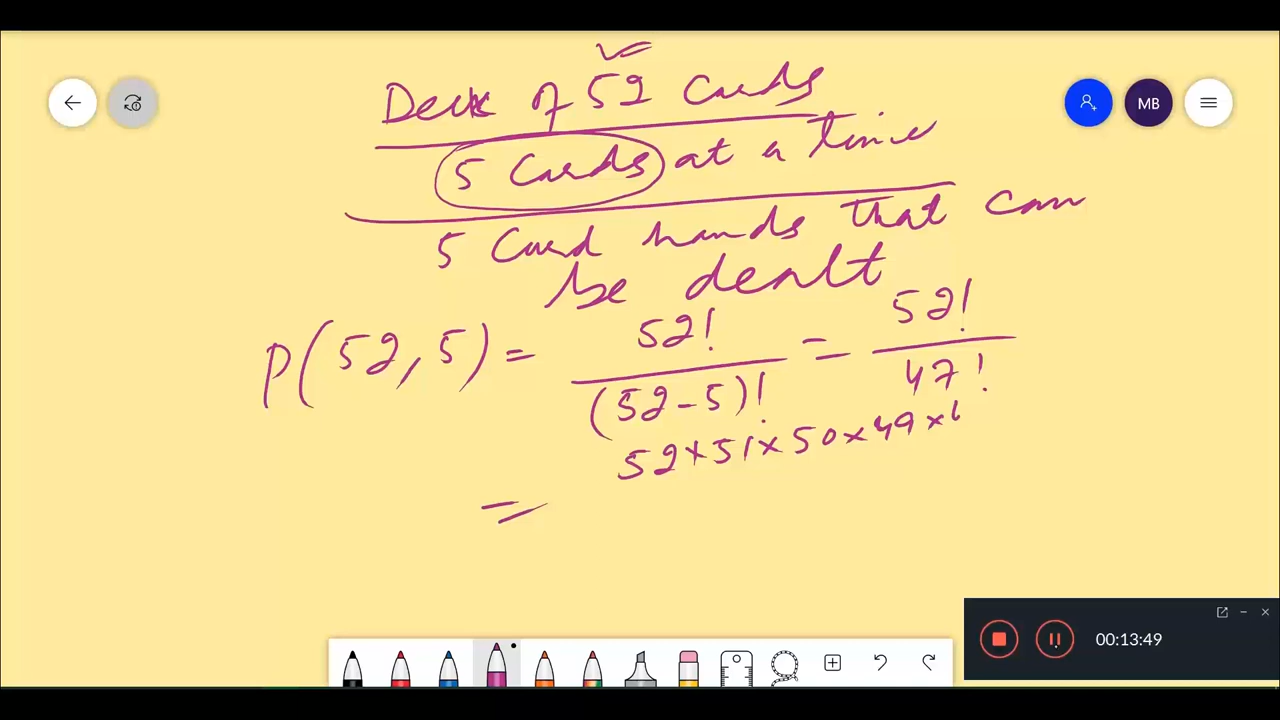 Deck of 52 Cards
5 Cards at a time
5 Card hands that can
be dealt
P(52,5) = 52! / (52-5)! = 52! / 47!
= 52×51×50×49×
MB
00:13:49